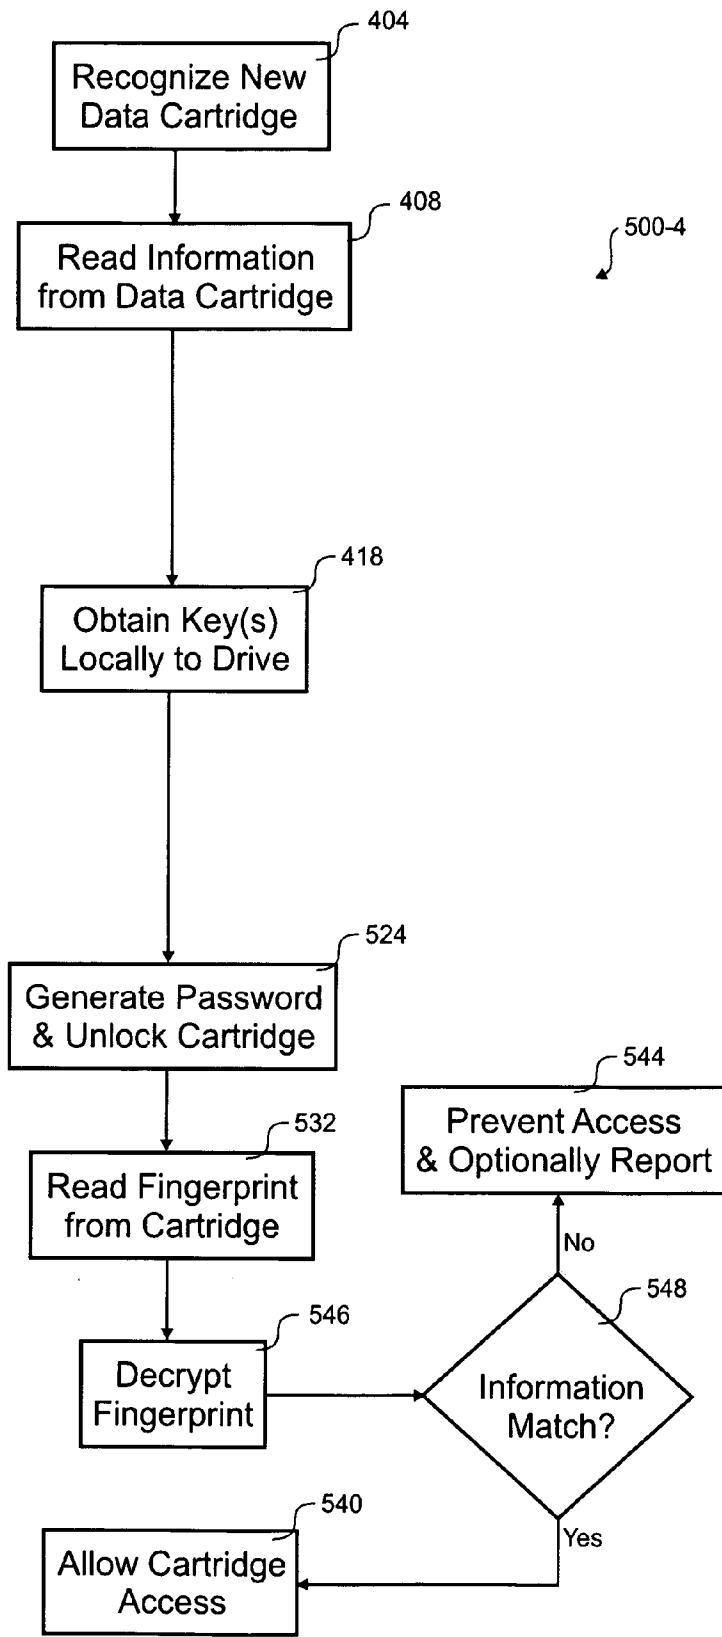 404
Recognize New
Data Cartridge
408
Read Information
from Data Cartridge
500-4
418
Obtain Key(s)
Locally to Drive
524
Generate Password
& Unlock Cartridge
532
Read Fingerprint
from Cartridge
544
Prevent Access
& Optionally Report
No
546
Decrypt
Fingerprint
548
Information
Match?
Yes
540
Allow Cartridge
Access